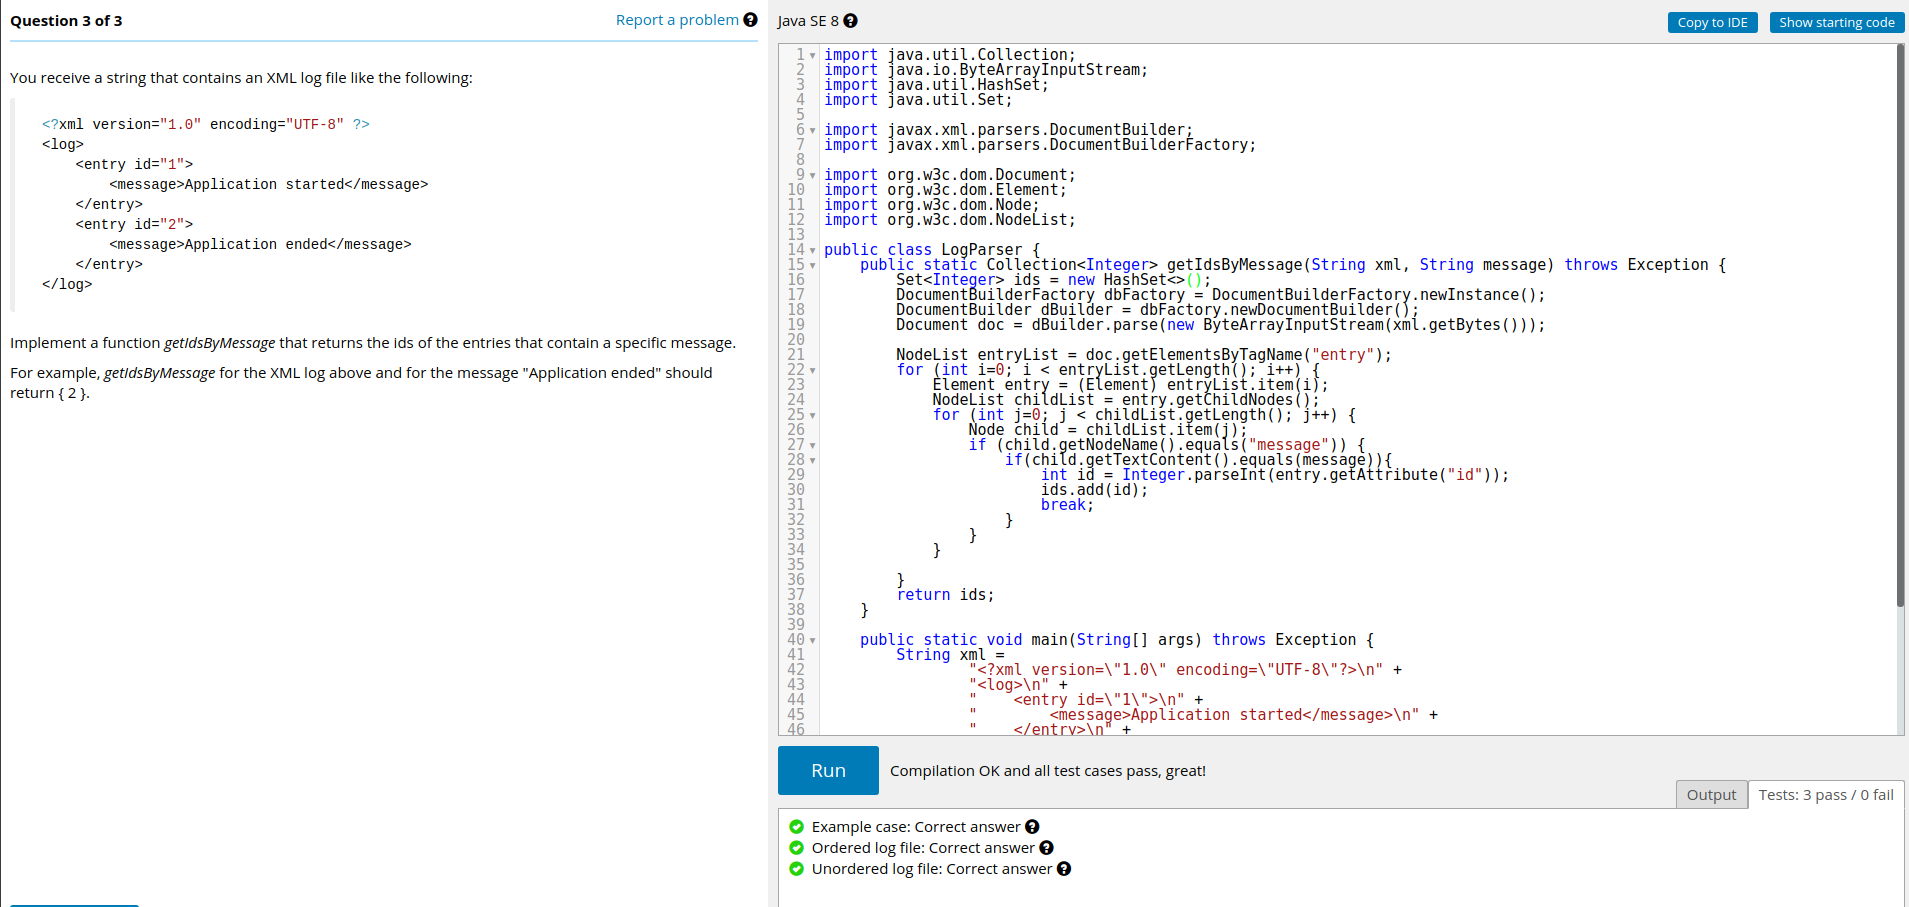 Question 3 of 3
Report a problem ?
You receive a string that contains an XML log file like the following:
<?xml version="1.0" encoding="UTF-8" ?>
<log>
    <entry id="1">
        <message>Application started</message>
    </entry>
    <entry id="2">
        <message>Application ended</message>
    </entry>
</log>
Implement a function getIdsByMessage that returns the ids of the entries that contain a specific message.
For example, getIdsByMessage for the XML log above and for the message "Application ended" should
return { 2 }.
Java SE 8 ?
Copy to IDE
Show starting code
1 import java.util.Collection;
2 import java.io.ByteArrayInputStream;
3 import java.util.HashSet;
4 import java.util.Set;
5
6 import javax.xml.parsers.DocumentBuilder;
7 import javax.xml.parsers.DocumentBuilderFactory;
8
9 import org.w3c.dom.Document;
10 import org.w3c.dom.Element;
11 import org.w3c.dom.Node;
12 import org.w3c.dom.NodeList;
13
14 public class LogParser {
15     public static Collection<Integer> getIdsByMessage(String xml, String message) throws Exception {
16         Set<Integer> ids = new HashSet<>();
17         DocumentBuilderFactory dbFactory = DocumentBuilderFactory.newInstance();
18         DocumentBuilder dBuilder = dbFactory.newDocumentBuilder();
19         Document doc = dBuilder.parse(new ByteArrayInputStream(xml.getBytes()));
20
21         NodeList entryList = doc.getElementsByTagName("entry");
22         for (int i=0; i < entryList.getLength(); i++) {
23             Element entry = (Element) entryList.item(i);
24             NodeList childList = entry.getChildNodes();
25             for (int j=0; j < childList.getLength(); j++) {
26                 Node child = childList.item(j);
27                 if (child.getNodeName().equals("message")) {
28                     if(child.getTextContent().equals(message)){
29                         int id = Integer.parseInt(entry.getAttribute("id"));
30                         ids.add(id);
31                         break;
32                     }
33                 }
34             }
35
36         }
37         return ids;
38     }
39
40     public static void main(String[] args) throws Exception {
41         String xml =
42                 "<?xml version=\"1.0\" encoding=\"UTF-8\"?>\n" +
43                 "<log>\n" +
44                 "    <entry id=\"1\">\n" +
45                 "        <message>Application started</message>\n" +
46                 "    </entry>\n" +
Run
Compilation OK and all test cases pass, great!
Output
Tests: 3 pass / 0 fail
Example case: Correct answer ?
Ordered log file: Correct answer ?
Unordered log file: Correct answer ?